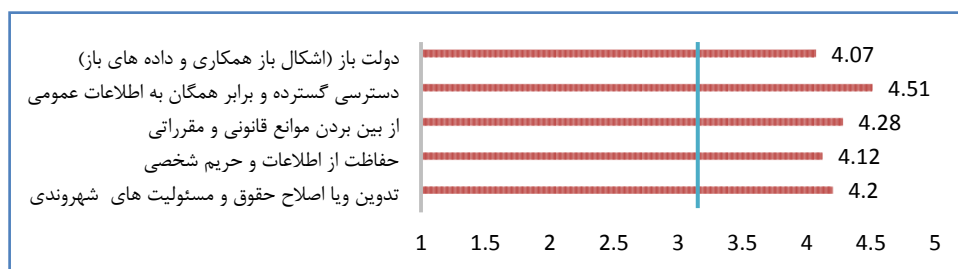 دولت باز (اشکال باز همکاری و داده های باز) 4.07
دسترسی گسترده و برابر همگان به اطلاعات عمومی 4.51
از بین بردن موانع قانونی و مقرراتی 4.28
حفاظت از اطلاعات و حریم شخصی 4.12
تدوین ویا اصلاح حقوق و مسئولیت های شهروندی 4.2
1 1.5 2 2.5 3 3.5 4 4.5 5